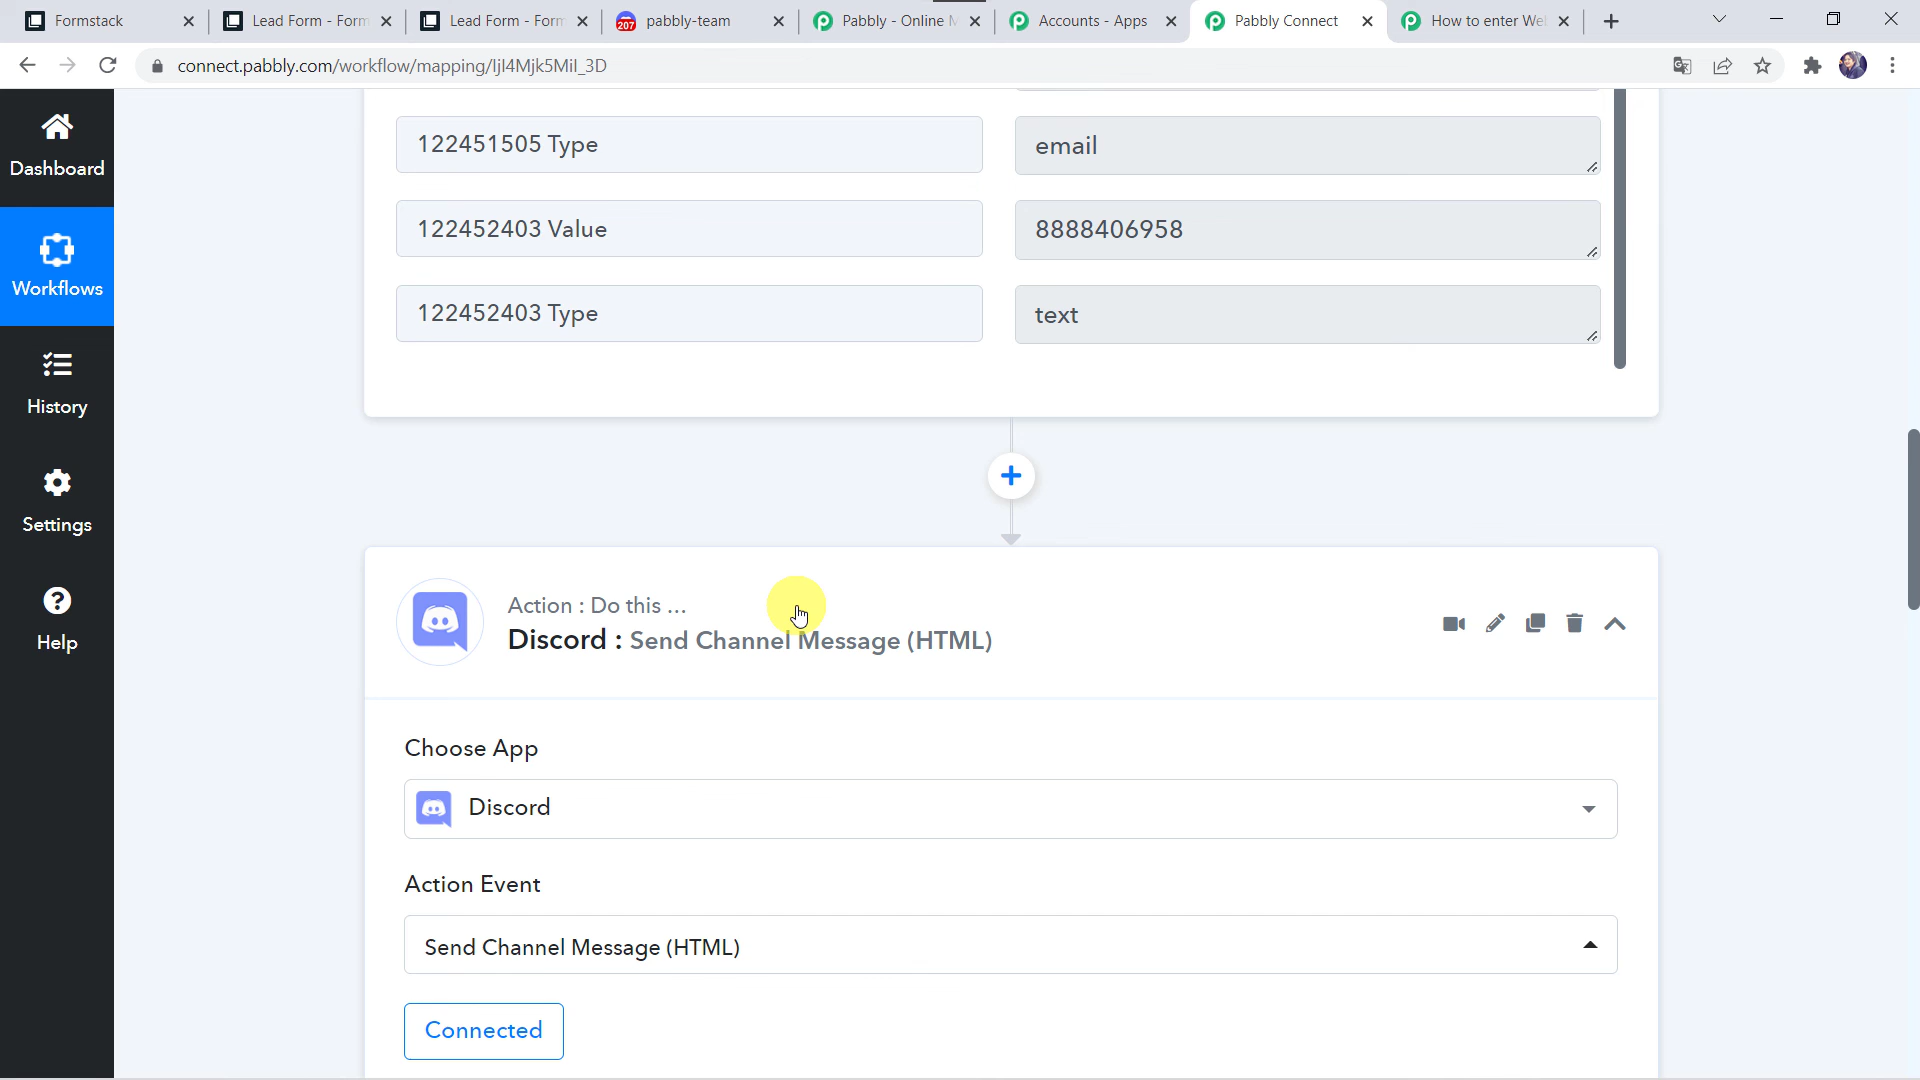 Formstack
Lead Form - Form
Lead Form - Form
207
pabbly-team
Pabbly - Online M
Accounts - Apps
Pabbly Connect
How to enter We
connect.pabbly.com/workflow/mapping/IjI4Mjk5MiI_3D
Dashboard
Workflows
History
Settings
Help
122451505 Type
email
122452403 Value
8888406958
122452403 Type
text
Action : Do this ...
Discord : Send Channel Message (HTML)
Choose App
Discord
Action Event
Send Channel Message (HTML)
Connected